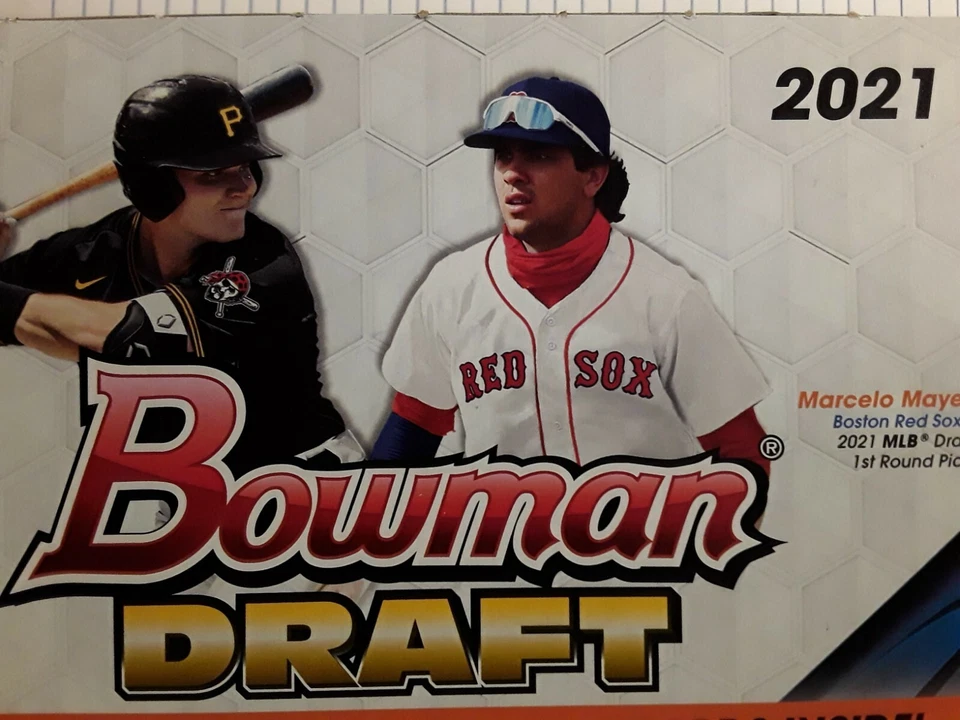 2021
P
RED SOX
Marcelo Maye
Boston Red Sox
2021 MLB® Dra
1st Round Pic
Bowman®
DRAFT